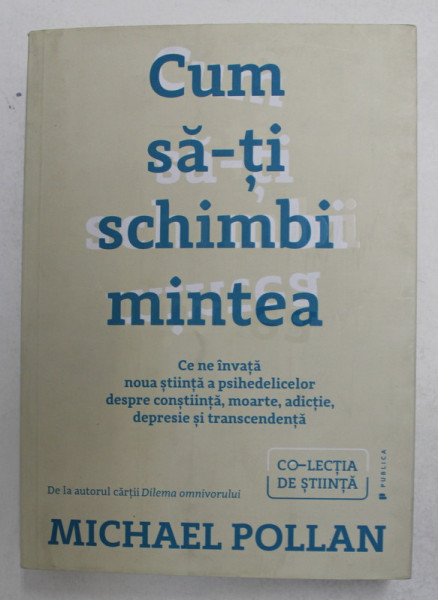 Cum
să-ți
schimbi
mintea
Ce ne învață
noua știință a psihedelicelor
despre conștiință, moarte, adicție,
depresie și transcendență
CO–LECȚIA
DE ȘTIINȚĂ
PUBLICA
De la autorul cărții Dilema omnivorului
MICHAEL POLLAN